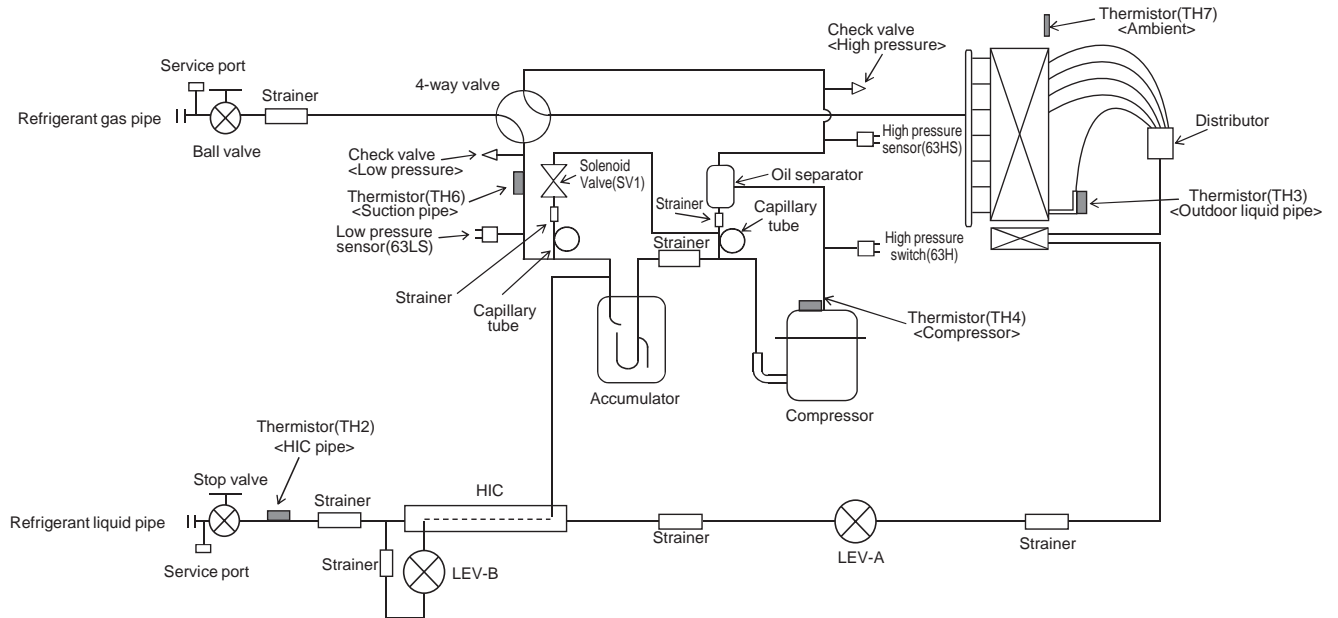 Thermistor(TH7)
<Ambient>
Check valve
<High pressure>
Service port
Strainer
4-way valve
Refrigerant gas pipe
Ball valve
Distributor
High pressure
sensor(63HS)
Check valve
<Low pressure>
Solenoid
Valve(SV1)
Oil separator
Thermistor(TH6)
<Suction pipe>
Strainer
Capillary
tube
Thermistor(TH3)
<Outdoor liquid pipe>
Low pressure
sensor(63LS)
Strainer
High pressure
switch(63H)
Strainer
Capillary
tube
Thermistor(TH4)
<Compressor>
Accumulator
Compressor
Thermistor(TH2)
<HIC pipe>
Stop valve
Strainer
HIC
Refrigerant liquid pipe
Strainer
LEV-A
Strainer
Service port
Strainer
LEV-B